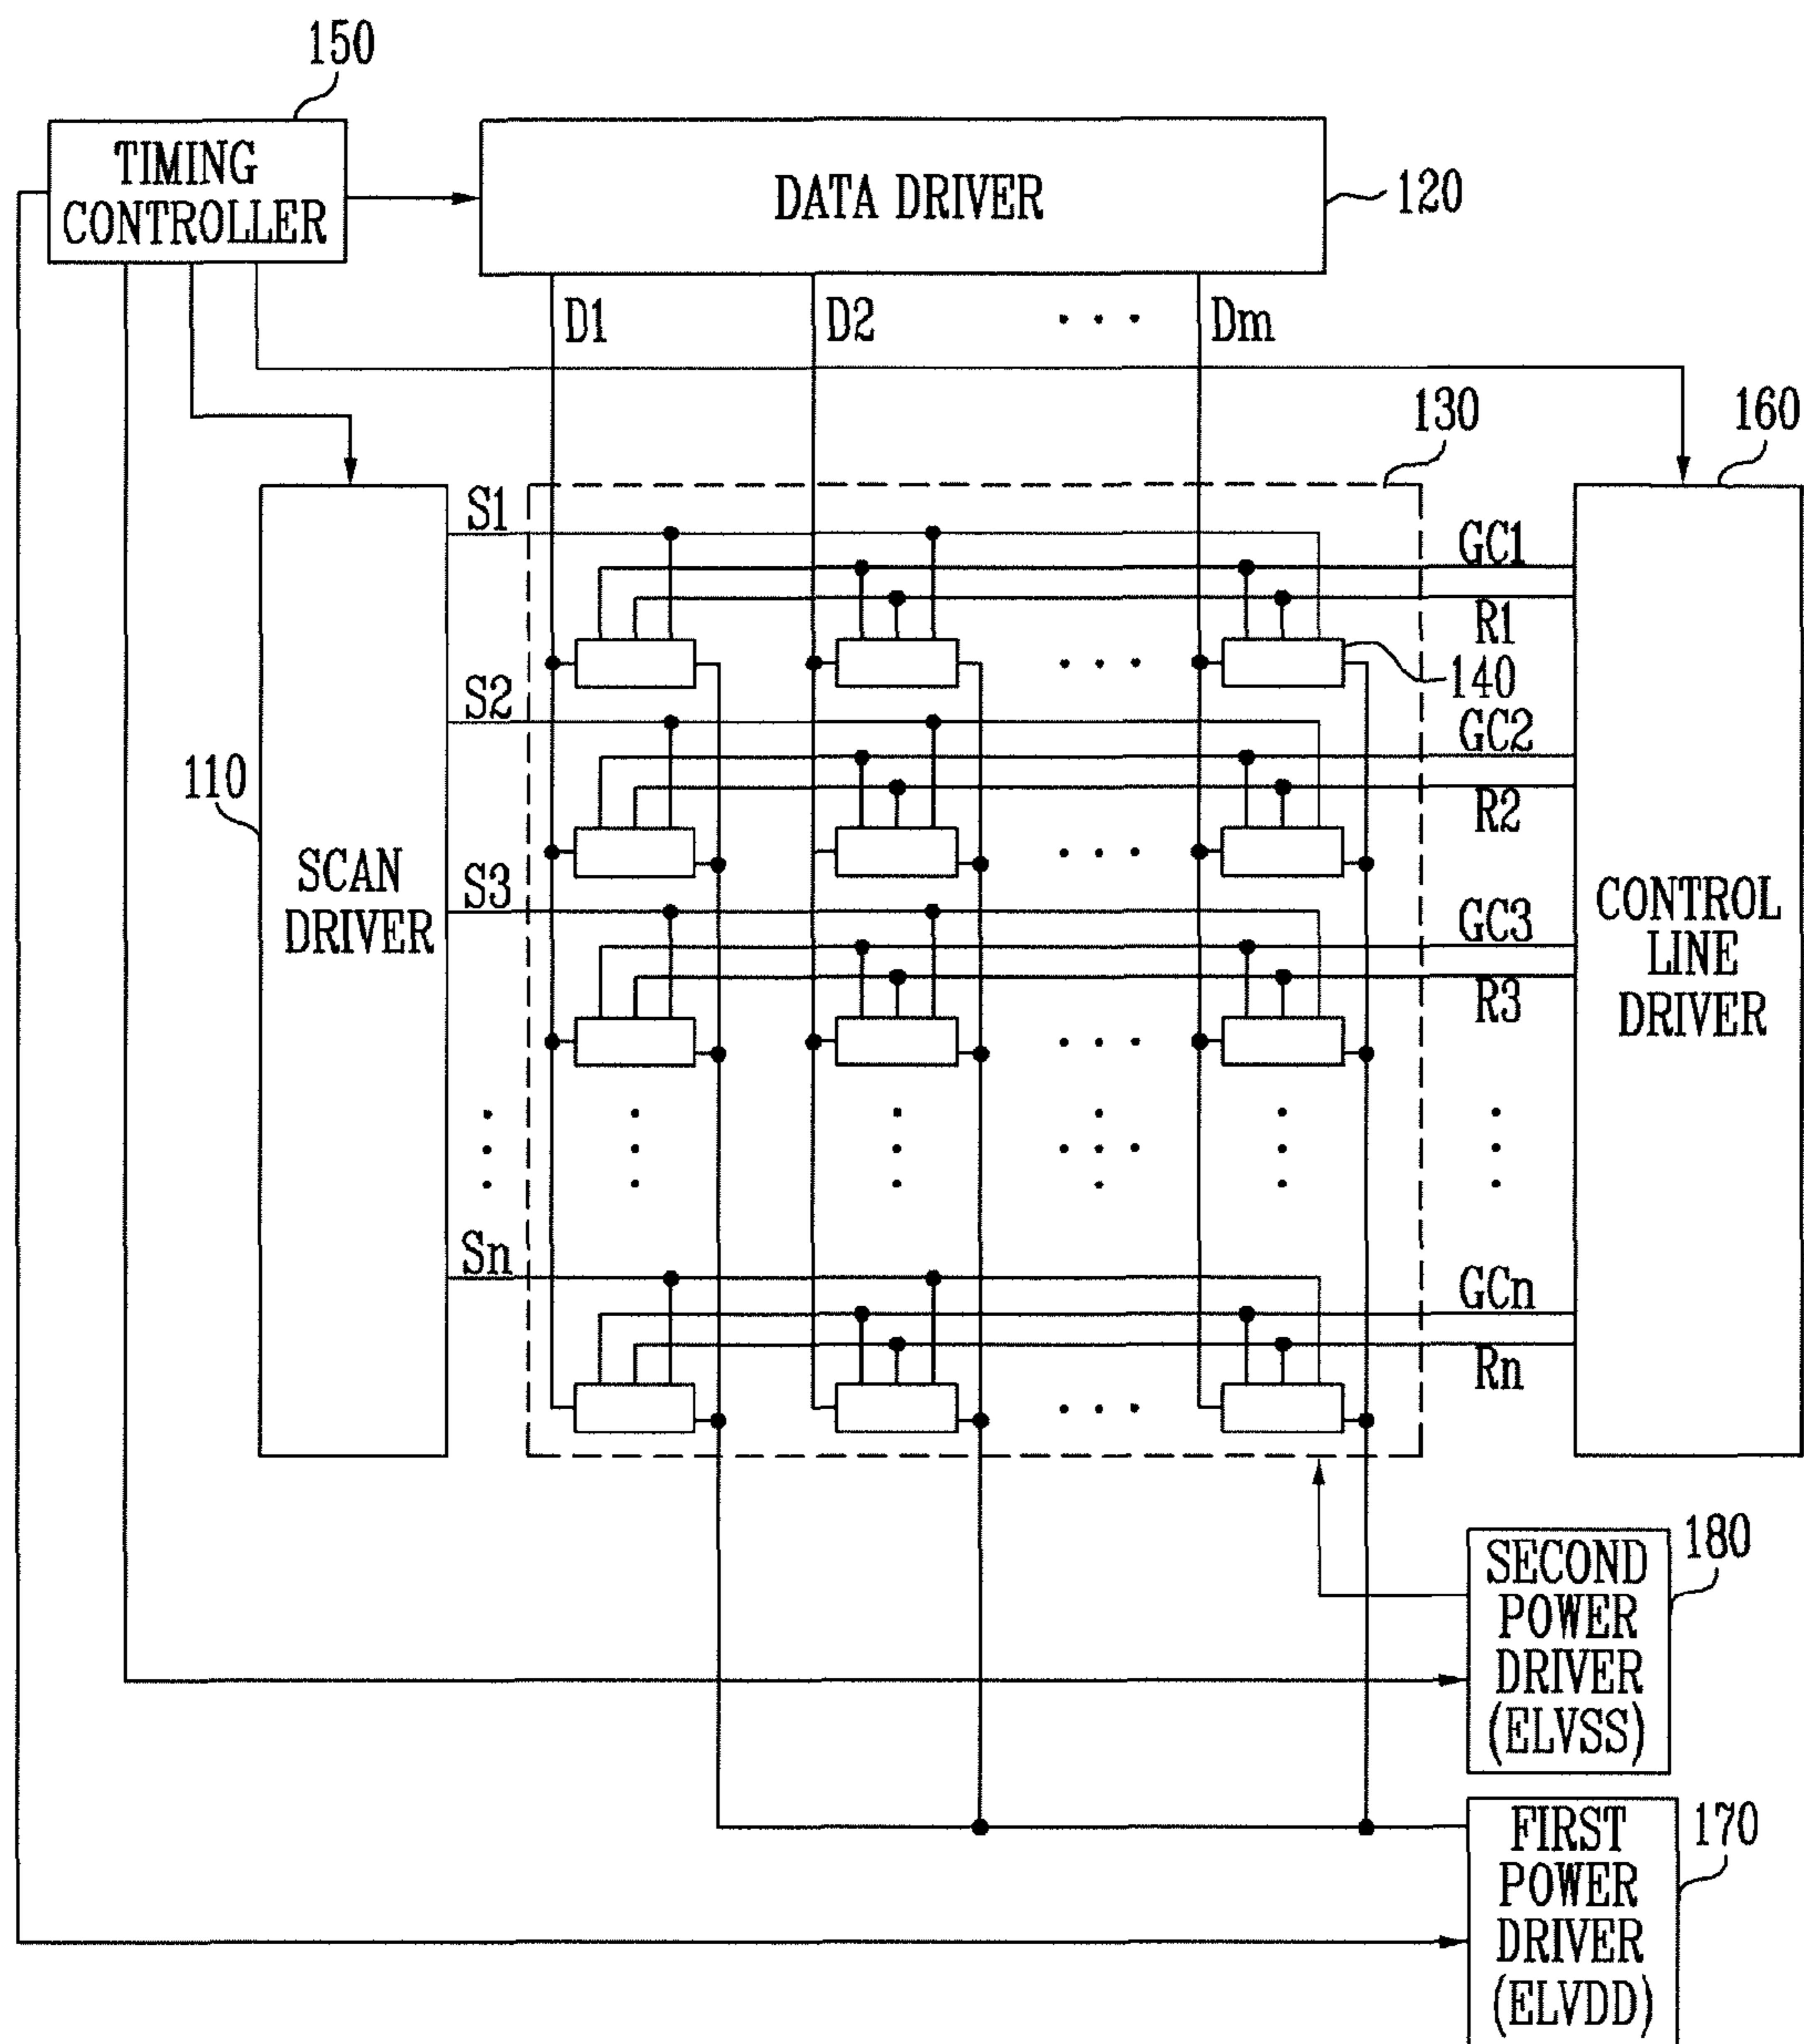 150
TIMING
CONTROLLER
DATA DRIVER
120
D1
D2
. . .
Dm
130
160
S1
GC1
R1
. . .
140
S2
GC2
R2
110
. . .
SCAN
DRIVER
S3
GC3
R3
CONTROL
LINE
DRIVER
. . .
Sn
GCn
Rn
. . .
180
SECOND
POWER
DRIVER
(ELVSS)
170
FIRST
POWER
DRIVER
(ELVDD)